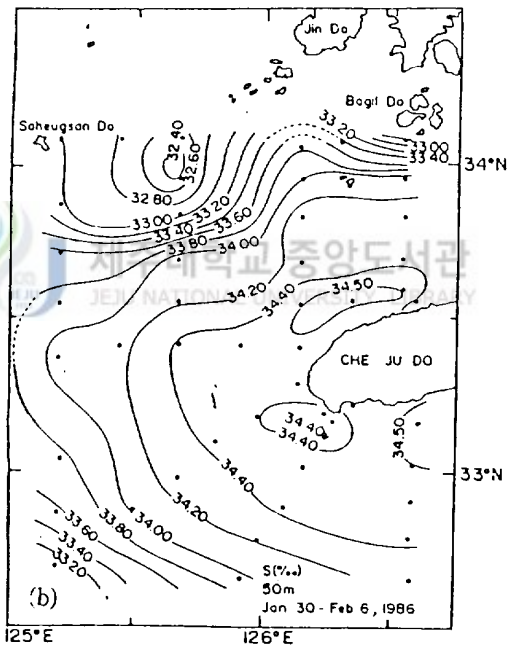 Jin Do
Bogil Do
Soheugsan Do
33.20
33.00
33.40
34°N
32.40
32.60
32.80
33.00
33.20
33.40
33.60
33.80
34.00
제주대학교 중앙도서관
JEJU NATIONAL UNIVERSITY LIBRARY
34.20
34.40
34.50
CHE JU DO
34.40
34.40
34.50
33°N
34.40
34.20
34.00
33.80
33.60
33.40
33.20
(b)
S(‰)
50m
Jan 30 - Feb 6, 1986
125°E
126°E